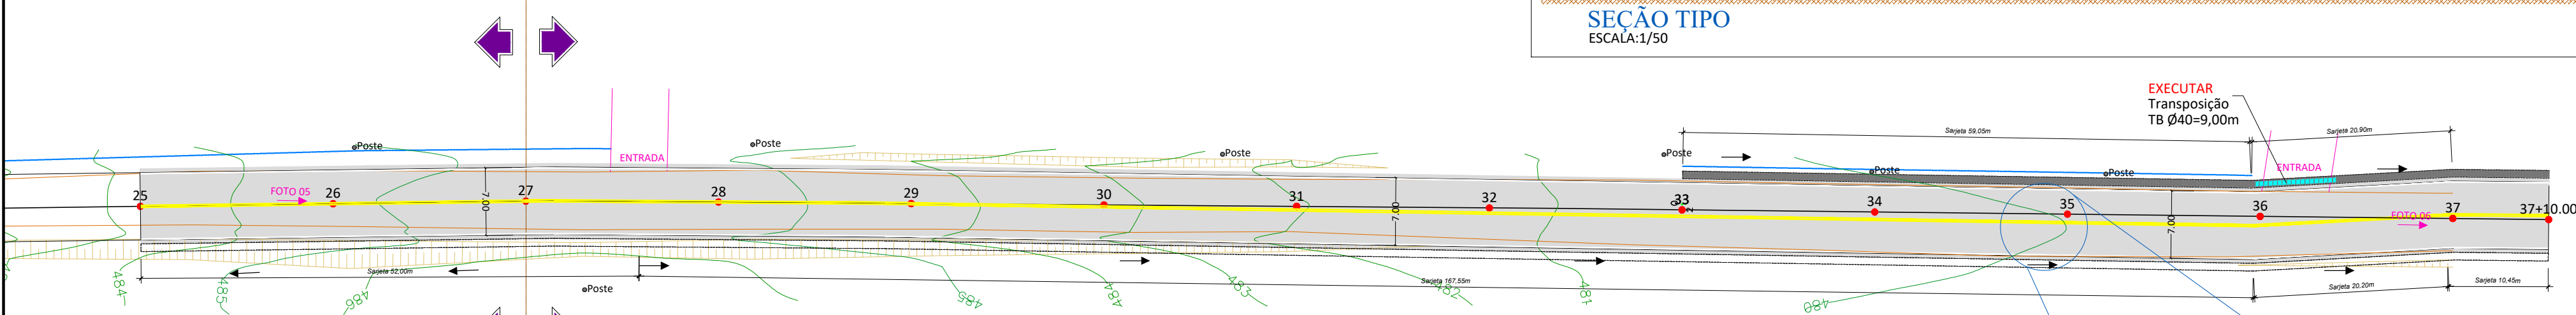 SEÇÃO TIPO
ESCALA:1/50
EXECUTAR
Transposição
TB Ø40=9,00m
Sarjeta 59,05m
Sarjeta 20,90m
Poste
Poste
Poste
Poste
Poste
Poste
ENTRADA
ENTRADA
25
FOTO 05
26
27
28
29
30
31
32
33
34
35
36
FOTO 06
37
37+10.00
7,00
7,00
7,00
Sarjeta 52,00m
Sarjeta 167,55m
Sarjeta 20,20m
Sarjeta 10,45m
484
485
486
485
484
483
482
481
480
Poste